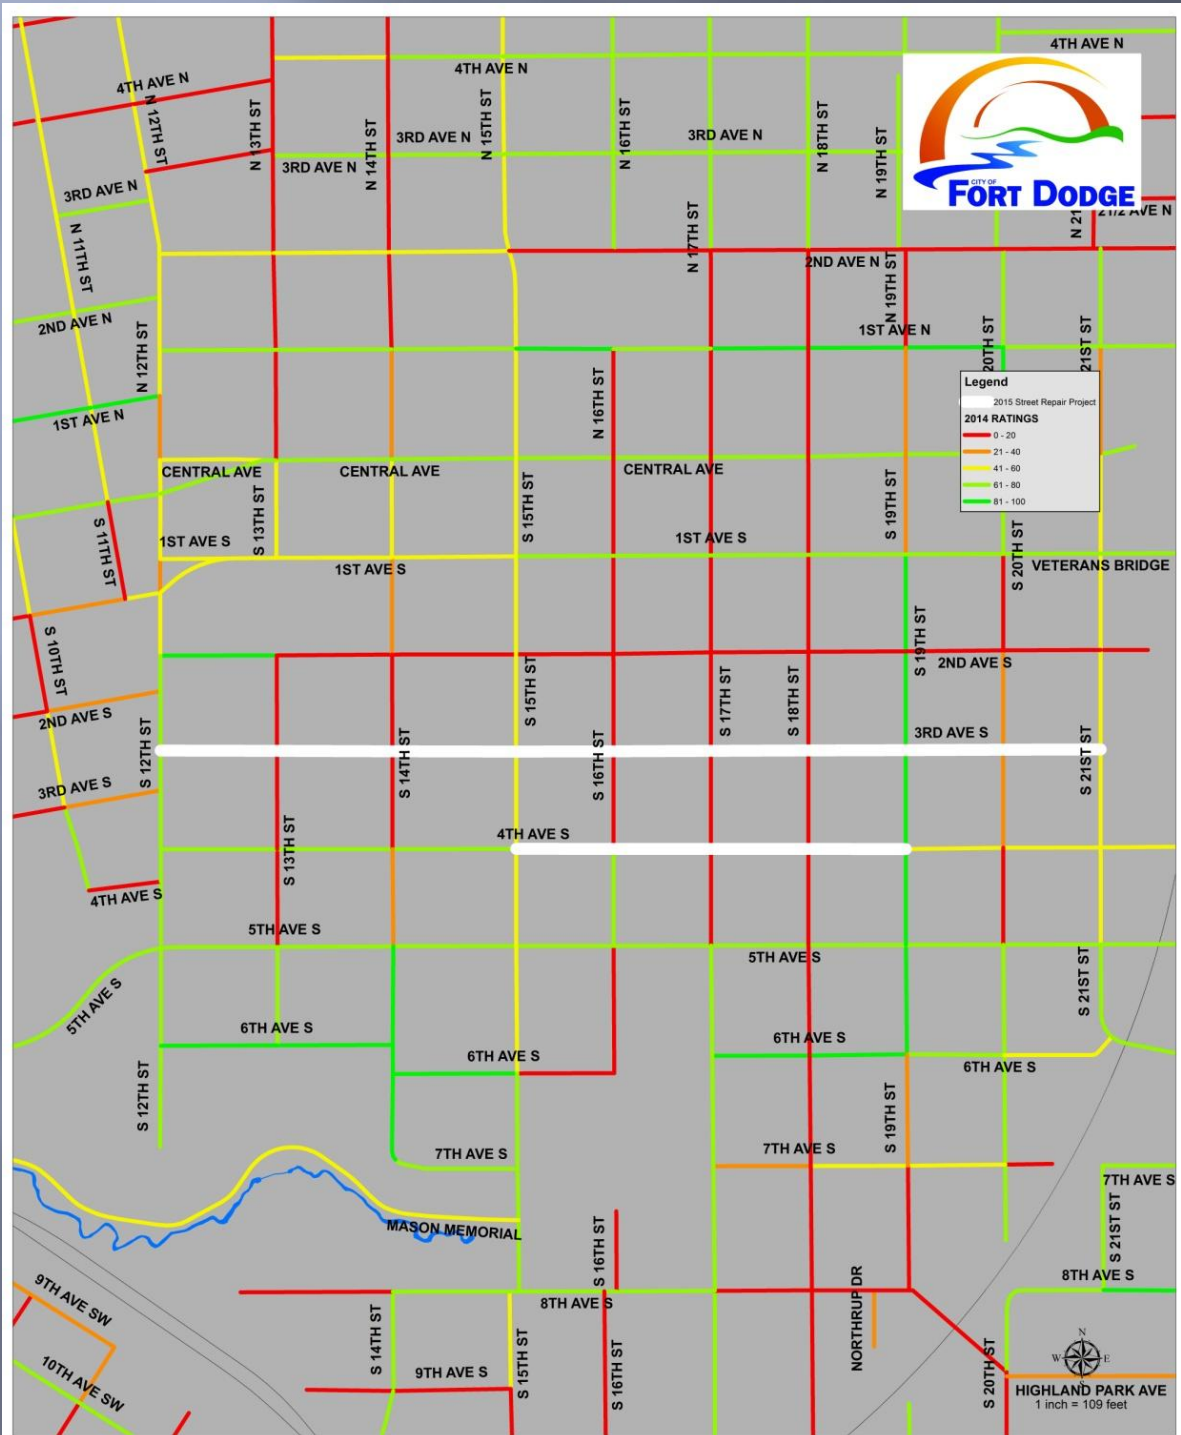 4TH AVE N
4TH AVE N
4TH AVE N
N 12TH ST
N 13TH ST
N 14TH ST
N 15TH ST
N 16TH ST
N 18TH ST
N 19TH ST
3RD AVE N
3RD AVE N
3RD AVE N
3RD AVE N
CITY OF
FORT DODGE
N 21
21/2 AVE N
N 11TH ST
N 17TH ST
2ND AVE N
N 19TH ST
2ND AVE N
1ST AVE N
N 12TH ST
20TH ST
21ST ST
N 16TH ST
1ST AVE N
Legend
2015 Street Repair Project
2014 RATINGS
0 - 20
21 - 40
41 - 60
61 - 80
81 - 100
CENTRAL AVE
CENTRAL AVE
CENTRAL AVE
S 11TH ST
S 13TH ST
S 15TH ST
S 19TH ST
1ST AVE S
1ST AVE S
1ST AVE S
S 20TH ST
VETERANS BRIDGE
S 10TH ST
S 15TH ST
S 17TH ST
S 18TH ST
S 19TH ST
2ND AVE S
2ND AVE S
3RD AVE S
S 12TH ST
S 14TH ST
S 16TH ST
S 21ST ST
3RD AVE S
4TH AVE S
S 13TH ST
4TH AVE S
5TH AVE S
5TH AVE S
5TH AVE S
S 21ST ST
6TH AVE S
6TH AVE S
6TH AVE S
6TH AVE S
S 12TH ST
S 19TH ST
7TH AVE S
7TH AVE S
7TH AVE S
MASON MEMORIAL
S 16TH ST
S 21ST ST
8TH AVE S
9TH AVE SW
8TH AVE S
NORTHRUP DR
S 14TH ST
S 15TH ST
S 16TH ST
S 20TH ST
9TH AVE S
10TH AVE SW
N
W
E
S
HIGHLAND PARK AVE
1 inch = 109 feet